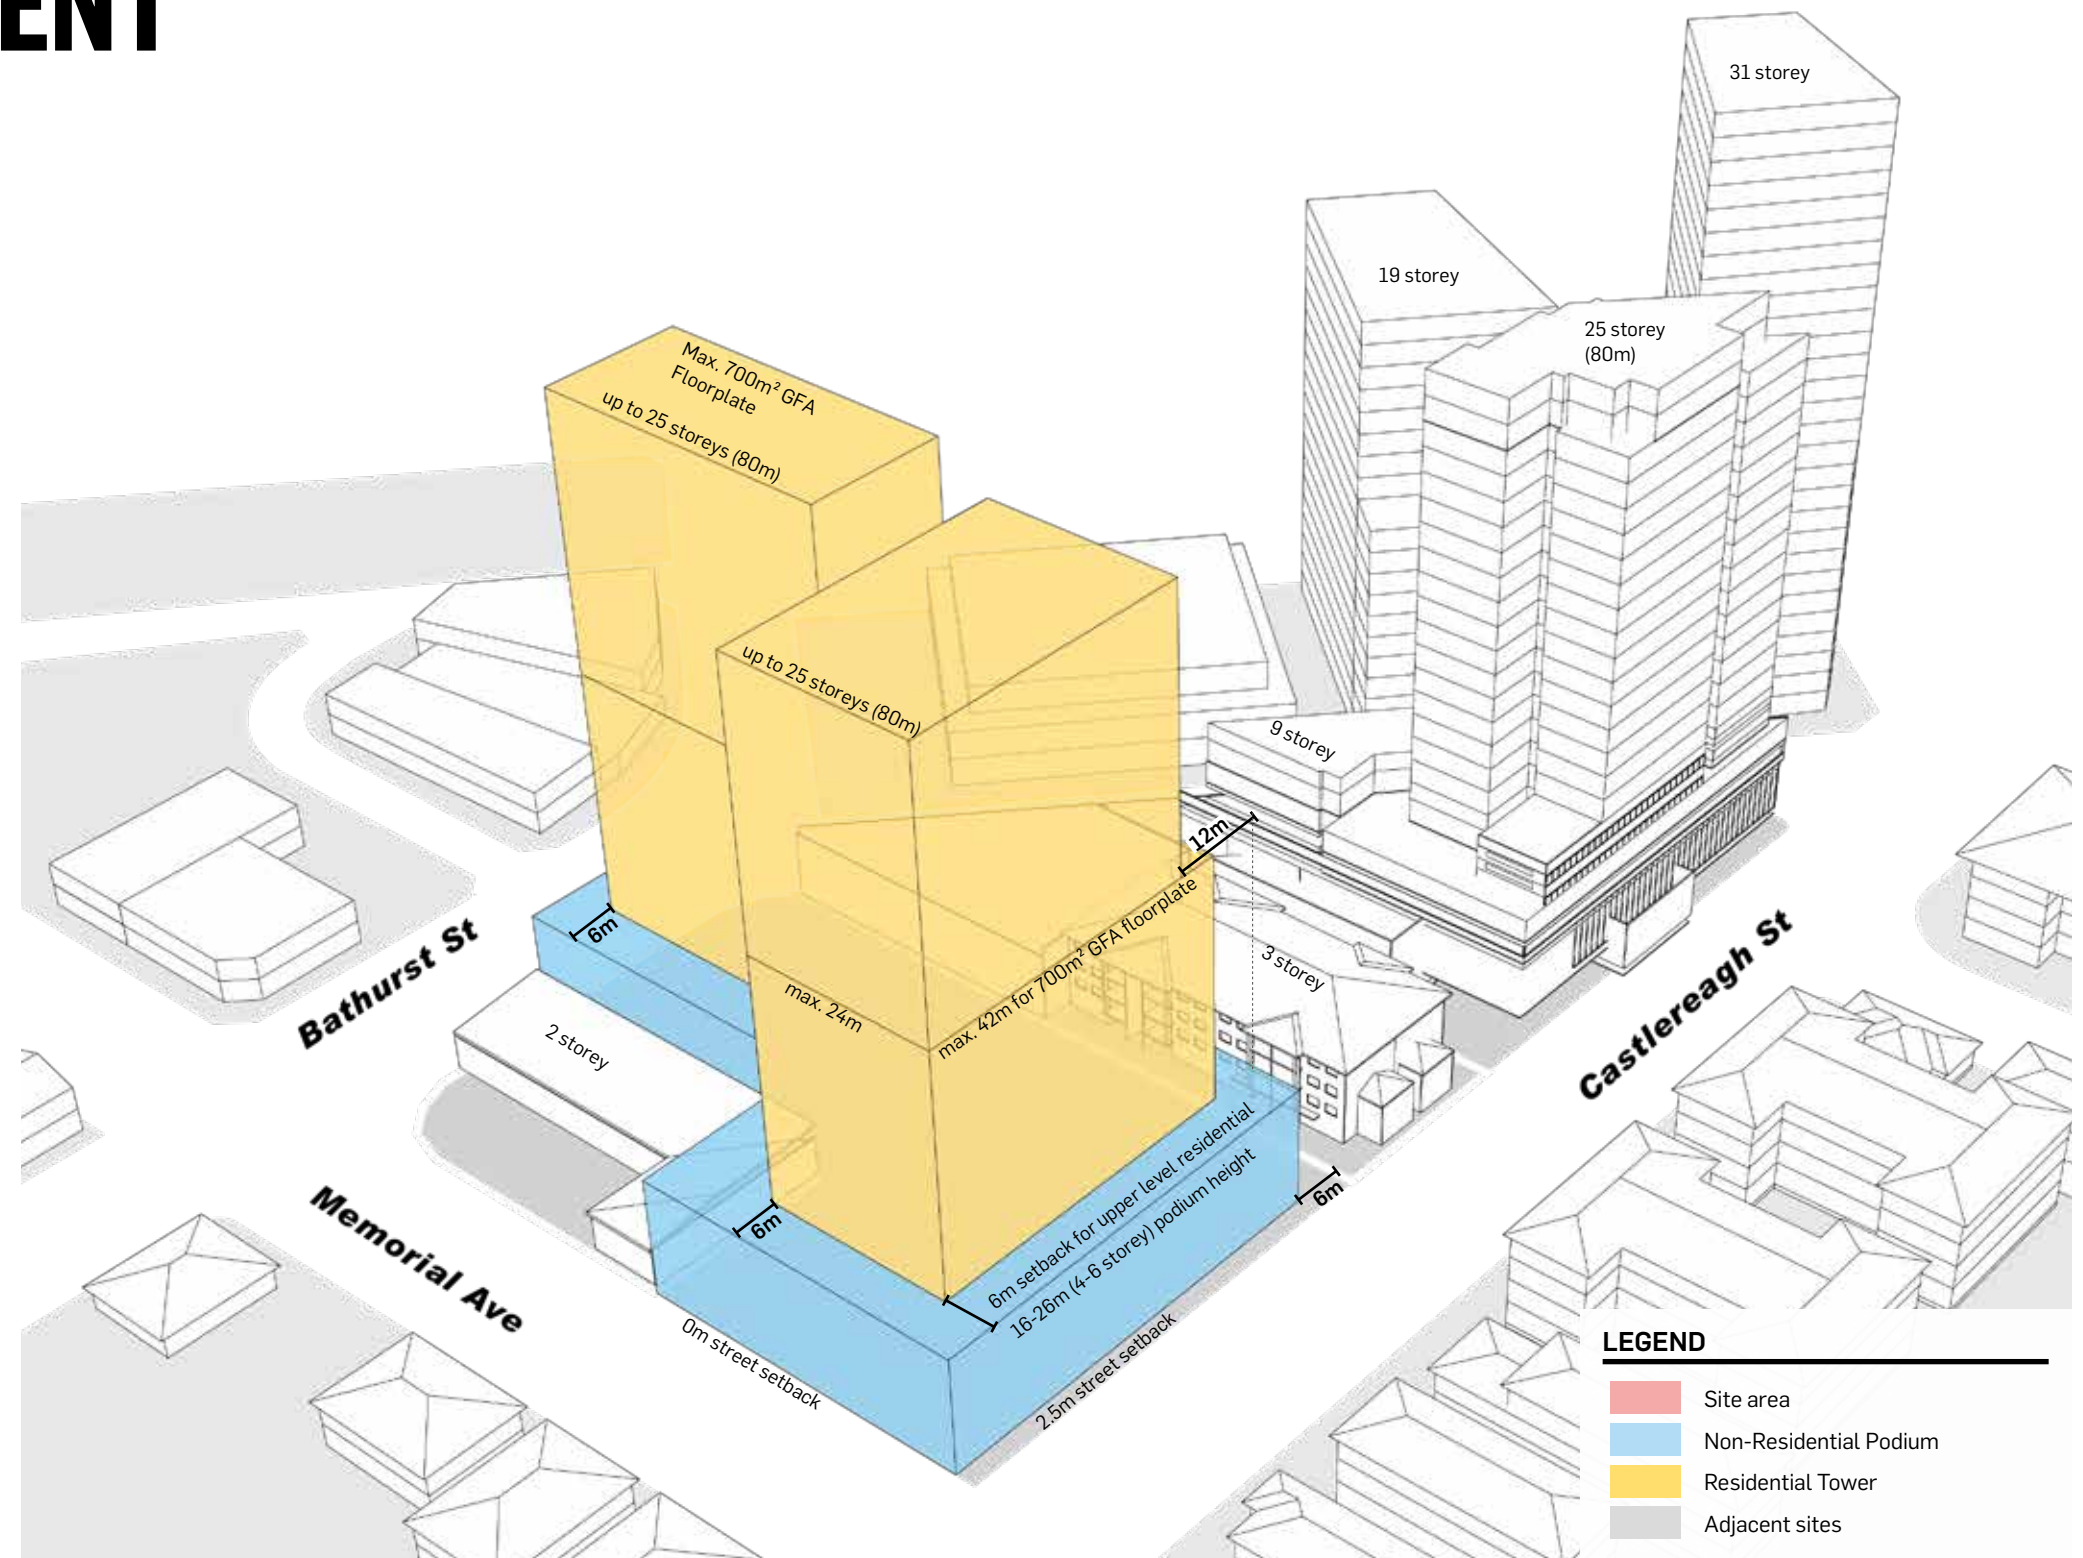 ENT
31 storey
19 storey
25 storey
(80m)
Max. 700m² GFA
Floorplate
up to 25 storeys (80m)
up to 25 storeys (80m)
9 storey
12m
6m
max. 24m
max. 42m for 700m² GFA floorplate
3 storey
2 storey
Bathurst St
Castlereagh St
Memorial Ave
6m
6m setback for upper level residential
16-26m (4-6 storey) podium height
6m
0m street setback
2.5m street setback
LEGEND
Site area
Non-Residential Podium
Residential Tower
Adjacent sites